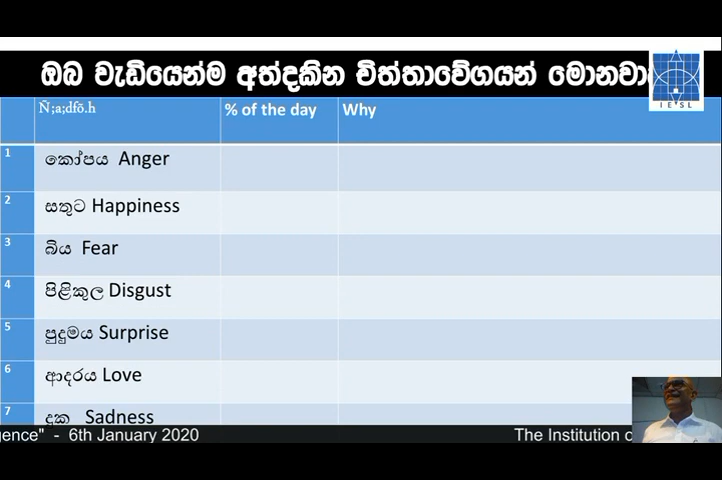 ඔබ වැඩියෙන්ම අත්දකින චිත්තාවේගයන් මොනවා
IESL
Ñ;a;dfõ.h % of the day Why
1 කෝපය Anger
2 සතුට Happiness
3 බිය Fear
4 පිළිකුල Disgust
5 පුදුමය Surprise
6 ආදරය Love
7 දුක Sadness
gence" - 6th January 2020 The Institution o